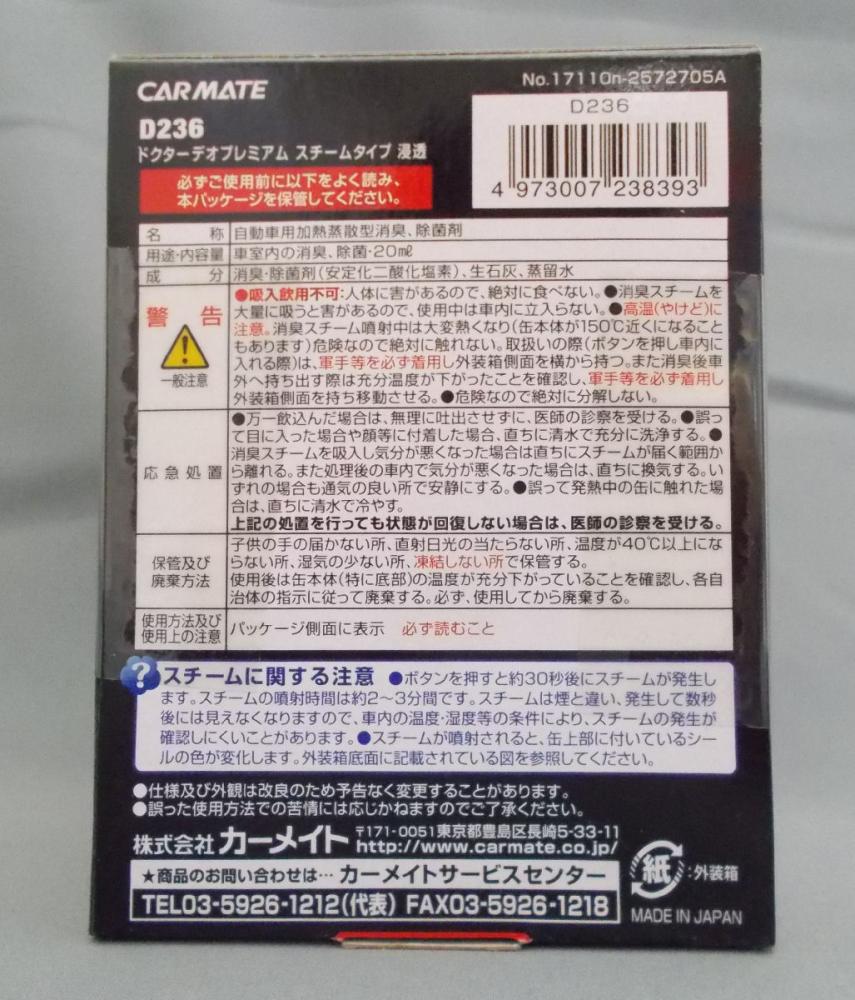 CARMATE
No.17110n-2572705A
D236
D236
ドクターデオプレミアム スチームタイプ 浸透
4 973007 238393
必ずご使用前に以下をよく読み、
本パッケージを保管してください。
名称 自動車用加熱蒸散型消臭、除菌剤
用途・内容量 車室内の消臭、除菌・20㎖
成分 消臭・除菌剤(安定化二酸化塩素)、生石灰、蒸留水
警告
一般注意
●吸入飲用不可:人体に害があるので、絶対に食べない。●消臭スチームを
大量に吸うと害があるので、使用中は車内に立入らない。●高温(やけど)に
注意。消臭スチーム噴射中は大変熱くなり(缶本体が150℃近くになること
もあります)危険なので絶対に触れない。取扱いの際(ボタンを押し車内に
入れる際)は、軍手等を必ず着用し外装箱側面を横から持つ。また消臭後車
外へ持ち出す際は充分温度が下がったことを確認し、軍手等を必ず着用し
外装箱側面を持ち移動させる。●危険なので絶対に分解しない。
応急処置
●万一飲込んだ場合は、無理に吐出させずに、医師の診察を受ける。●誤っ
て目に入った場合や顔等に付着した場合、直ちに清水で充分に洗浄する。●
消臭スチームを吸入し気分が悪くなった場合は直ちにスチームが届く範囲か
ら離れる。また処理後の車内で気分が悪くなった場合は、直ちに換気する。い
ずれの場合も通気の良い所で安静にする。●誤って発熱中の缶に触れた場
合は、直ちに清水で冷やす。
上記の処置を行っても状態が回復しない場合は、医師の診察を受ける。
保管及び
廃棄方法
子供の手の届かない所、直射日光の当たらない所、温度が40℃以上になら
ない所、湿気の少ない所、凍結しない所で保管する。
使用後は缶本体(特に底部)の温度が充分下がっていることを確認し、各自
治体の指示に従って廃棄する。必ず、使用してから廃棄する。
使用方法及び
使用上の注意
パッケージ側面に表示 必ず読むこと
? スチームに関する注意 ●ボタンを押すと約30秒後にスチームが発生し
ます。スチームの噴射時間は約2〜3分間です。スチームは煙と違い、発生して数秒
後には見えなくなりますので、車内の温度・湿度等の条件により、スチームの発生が
確認しにくいことがあります。●スチームが噴射されると、缶上部に付いているシー
ルの色が変化します。外装箱底面に記載されている図を参照してください。
●仕様及び外観は改良のため予告なく変更することがあります。
●誤った使用方法での苦情には応じかねますのでご了承ください。
株式会社 カーメイト 〒171-0051東京都豊島区長崎5-33-11
http://www.carmate.co.jp/
★商品のお問い合わせは… カーメイトサービスセンター
TEL03-5926-1212(代表) FAX03-5926-1218
紙:外装箱
MADE IN JAPAN